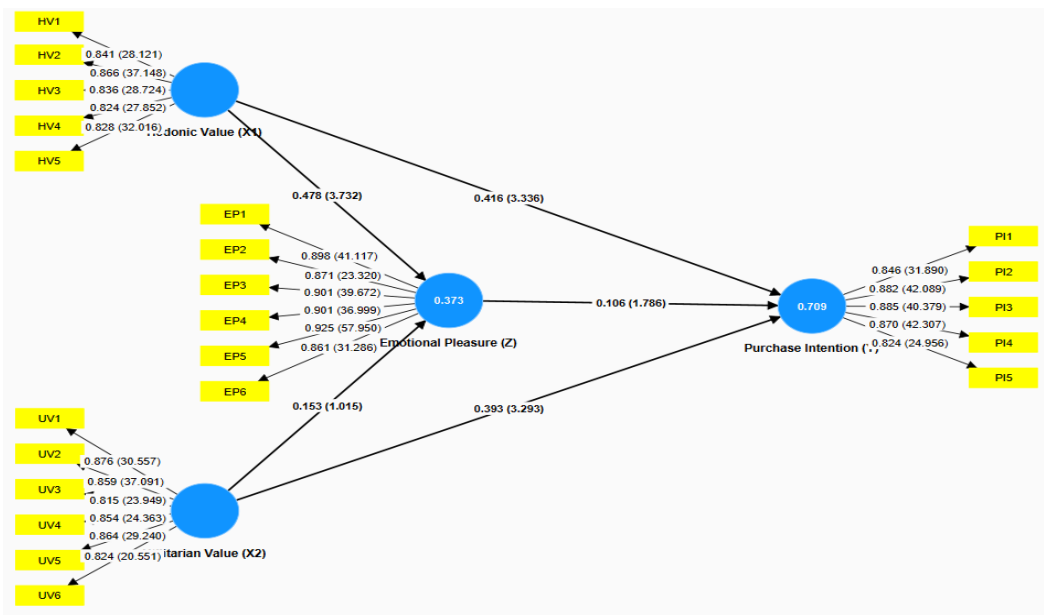 HV1
HV2
HV3
HV4
HV5
0.841 (28.121)
0.866 (37.148)
0.836 (28.724)
0.824 (27.852)
0.828 (32.016)
donic Value (X1)
0.478 (3.732)
0.416 (3.336)
EP1
EP2
EP3
EP4
EP5
EP6
0.898 (41.117)
0.871 (23.320)
0.901 (39.672)
0.901 (36.999)
0.925 (57.950)
0.861 (31.286)
0.373
Emotional Pleasure (Z)
0.106 (1.786)
0.709
Purchase Intention (
0.846 (31.890)
0.882 (42.089)
0.885 (40.379)
0.870 (42.307)
0.824 (24.956)
PI1
PI2
PI3
PI4
PI5
0.153 (1.015)
0.393 (3.293)
UV1
UV2
UV3
UV4
UV5
UV6
0.876 (30.557)
0.859 (37.091)
0.815 (23.949)
0.854 (24.363)
0.864 (29.240)
0.824 (20.551)
itarian Value (X2)